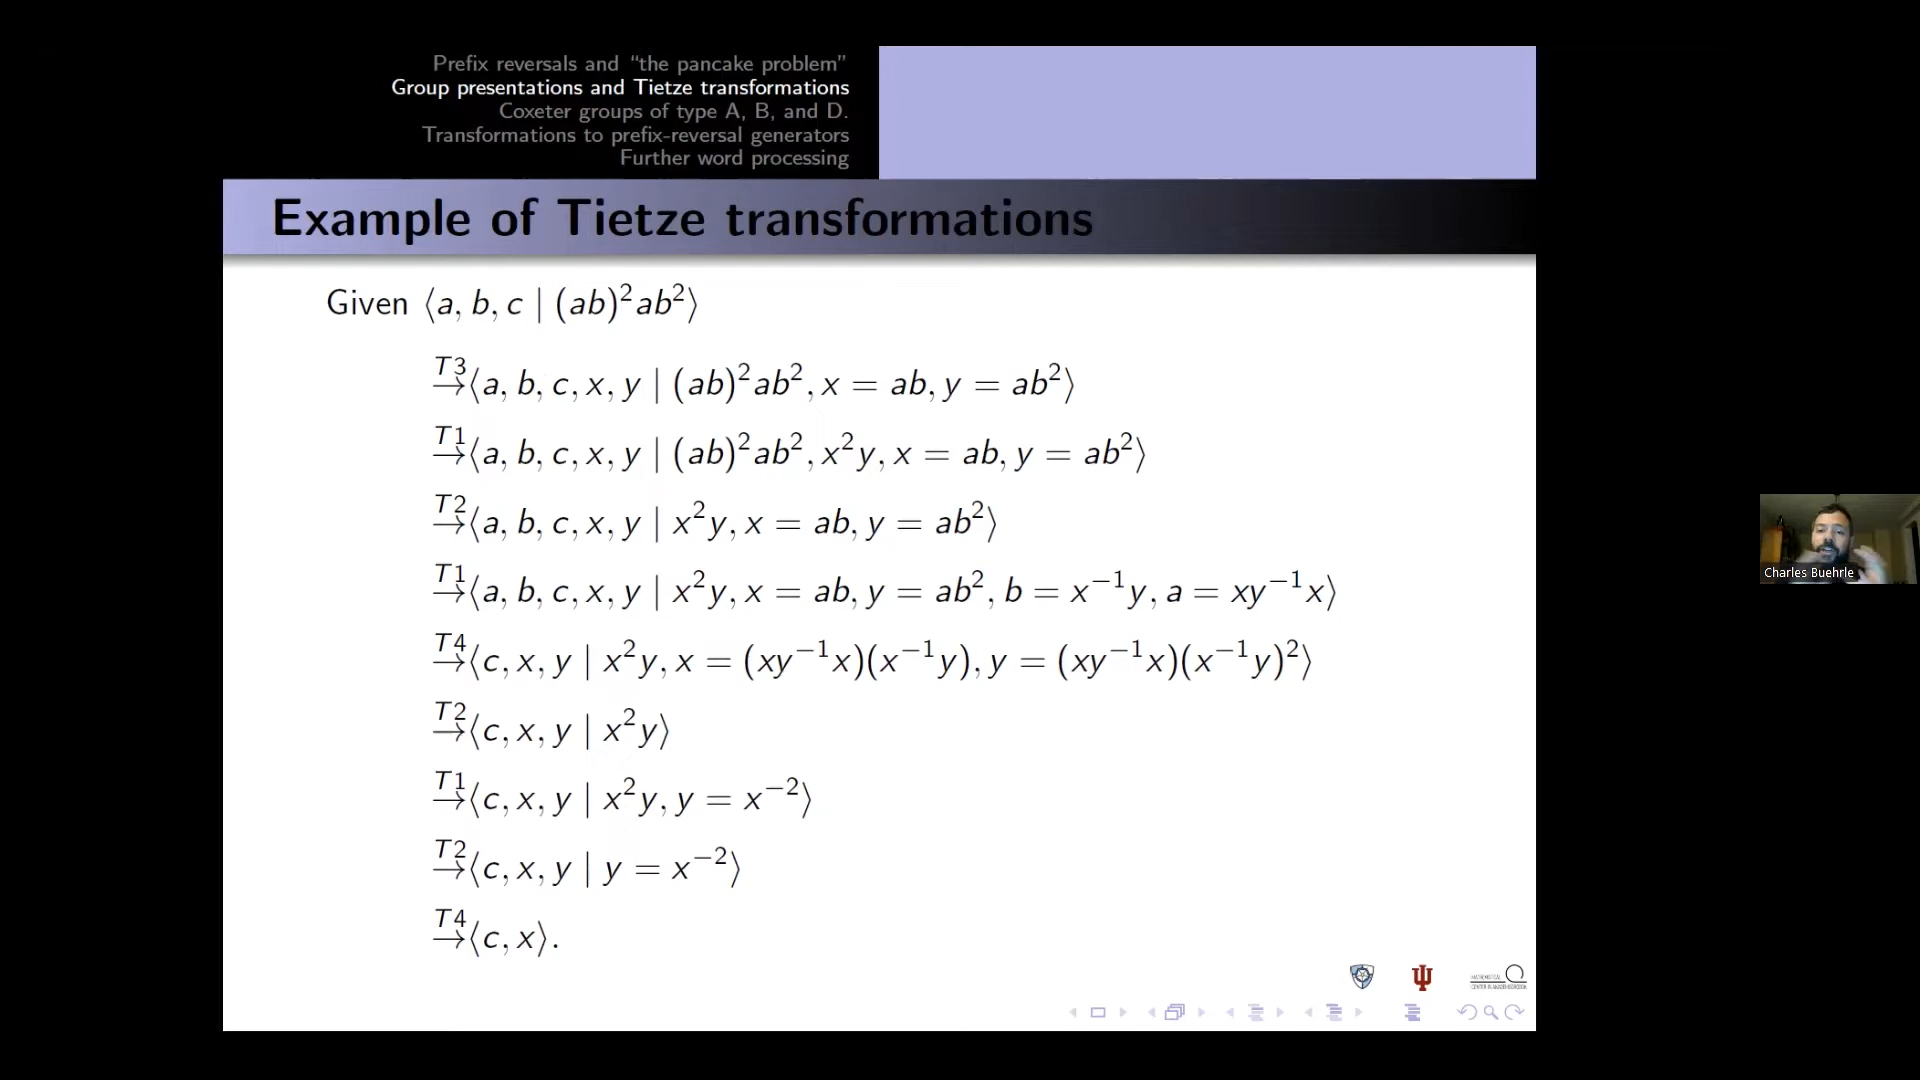 Prefix reversals and “the pancake problem”
Group presentations and Tietze transformations
Coxeter groups of type A, B, and D.
Transformations to prefix-reversal generators
Further word processing
Example of Tietze transformations
Given ⟨a, b, c | (ab)²ab²⟩
T3→⟨a, b, c, x, y | (ab)²ab², x = ab, y = ab²⟩
T1→⟨a, b, c, x, y | (ab)²ab², x²y, x = ab, y = ab²⟩
T2→⟨a, b, c, x, y | x²y, x = ab, y = ab²⟩
T1→⟨a, b, c, x, y | x²y, x = ab, y = ab², b = x⁻¹y, a = xy⁻¹x⟩
T4→⟨c, x, y | x²y, x = (xy⁻¹x)(x⁻¹y), y = (xy⁻¹x)(x⁻¹y)²⟩
T2→⟨c, x, y | x²y⟩
T1→⟨c, x, y | x²y, y = x⁻²⟩
T2→⟨c, x, y | y = x⁻²⟩
T4→⟨c, x⟩.
Charles Buehrle